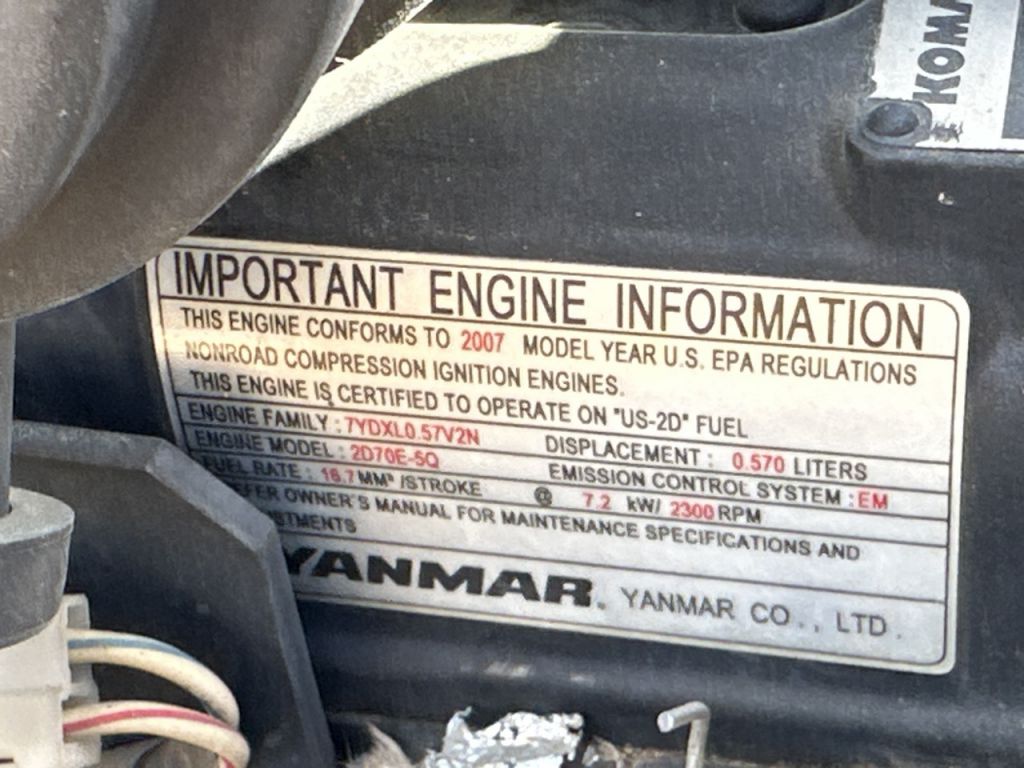 KOMA
IMPORTANT ENGINE INFORMATION
THIS ENGINE CONFORMS TO 2007 MODEL YEAR U.S. EPA REGULATIONS
NONROAD COMPRESSION IGNITION ENGINES.
THIS ENGINE IS CERTIFIED TO OPERATE ON "US-2D" FUEL
ENGINE FAMILY : 7YDXL0.57V2N DISPLACEMENT : 0.570 LITERS
ENGINE MODEL : 2D70E-5Q EMISSION CONTROL SYSTEM : EM
FUEL RATE : 16.7 MM³ /STROKE @ 7.2 kW/ 2300 RPM
EFER OWNER'S MANUAL FOR MAINTENANCE SPECIFICATIONS AND
STMENTS
YANMAR. YANMAR CO., LTD.